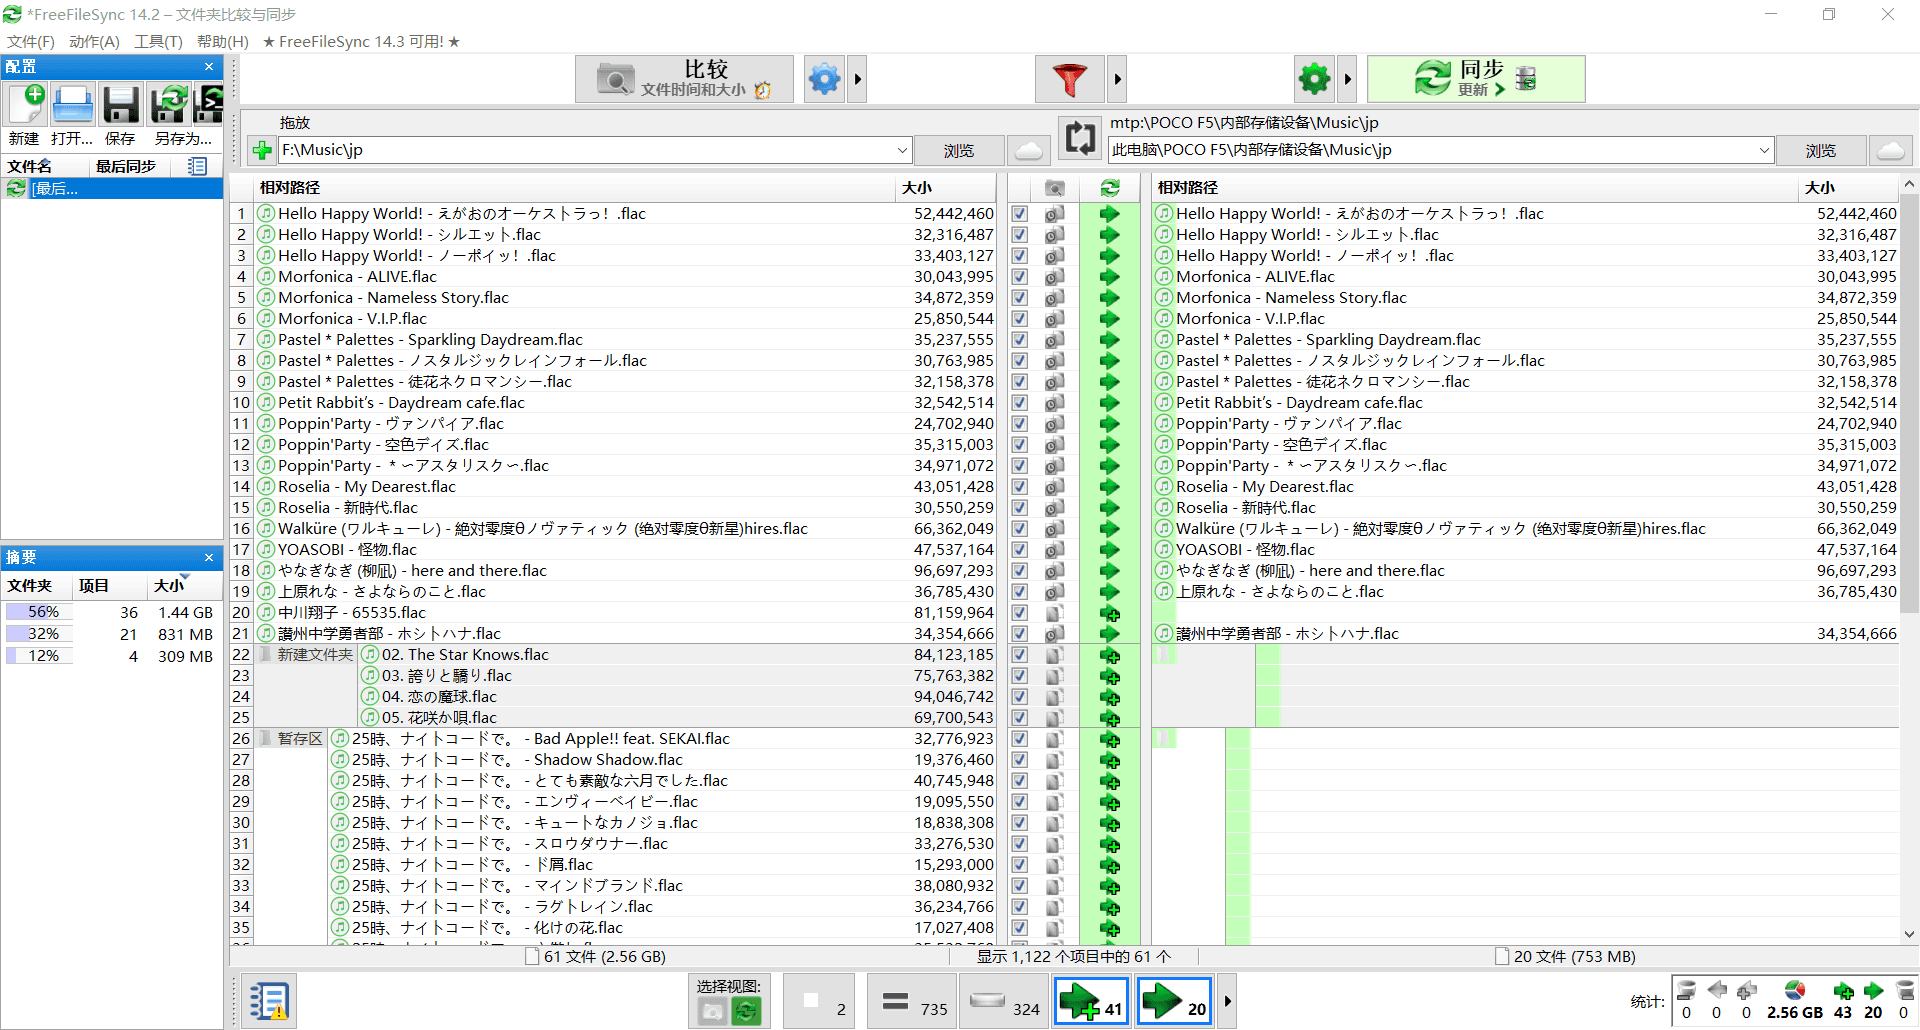 *FreeFileSync 14.2 – 文件夹比较与同步
文件(F) 动作(A) 工具(T) 帮助(H) ★ FreeFileSync 14.3 可用! ★
配置
新建 打开... 保存 另存为...
文件名 最后同步
[最后...
比较
文件时间和大小
同步
更新
拖放
F:\Music\jp
浏览
mtp:\POCO F5\内部存储设备\Music\jp
此电脑\POCO F5\内部存储设备\Music\jp
浏览
相对路径 大小 相对路径 大小
1 Hello Happy World! - えがおのオーケストラっ！.flac 52,442,460 Hello Happy World! - えがおのオーケストラっ！.flac 52,442,460
2 Hello Happy World! - シルエット.flac 32,316,487 Hello Happy World! - シルエット.flac 32,316,487
3 Hello Happy World! - ノーポイッ！.flac 33,403,127 Hello Happy World! - ノーポイッ！.flac 33,403,127
4 Morfonica - ALIVE.flac 30,043,995 Morfonica - ALIVE.flac 30,043,995
5 Morfonica - Nameless Story.flac 34,872,359 Morfonica - Nameless Story.flac 34,872,359
6 Morfonica - V.I.P.flac 25,850,544 Morfonica - V.I.P.flac 25,850,544
7 Pastel * Palettes - Sparkling Daydream.flac 35,237,555 Pastel * Palettes - Sparkling Daydream.flac 35,237,555
8 Pastel * Palettes - ノスタルジックレインフォール.flac 30,763,985 Pastel * Palettes - ノスタルジックレインフォール.flac 30,763,985
9 Pastel * Palettes - 徒花ネクロマンシー.flac 32,158,378 Pastel * Palettes - 徒花ネクロマンシー.flac 32,158,378
10 Petit Rabbit's - Daydream cafe.flac 32,542,514 Petit Rabbit's - Daydream cafe.flac 32,542,514
11 Poppin'Party - ヴァンパイア.flac 24,702,940 Poppin'Party - ヴァンパイア.flac 24,702,940
12 Poppin'Party - 空色デイズ.flac 35,315,003 Poppin'Party - 空色デイズ.flac 35,315,003
13 Poppin'Party - ＊〜アスタリスク〜.flac 34,971,072 Poppin'Party - ＊〜アスタリスク〜.flac 34,971,072
14 Roselia - My Dearest.flac 43,051,428 Roselia - My Dearest.flac 43,051,428
15 Roselia - 新時代.flac 30,550,259 Roselia - 新時代.flac 30,550,259
16 Walküre (ワルキューレ) - 絶対零度θノヴァティック (绝对零度θ新星)hires.flac 66,362,049 Walküre (ワルキューレ) - 絶対零度θノヴァティック (绝对零度θ新星)hires.flac 66,362,049
17 YOASOBI - 怪物.flac 47,537,164 YOASOBI - 怪物.flac 47,537,164
18 やなぎなぎ (柳凪) - here and there.flac 96,697,293 やなぎなぎ (柳凪) - here and there.flac 96,697,293
19 上原れな - さよならのこと.flac 36,785,430 上原れな - さよならのこと.flac 36,785,430
20 中川翔子 - 65535.flac 81,159,964
21 讃州中学勇者部 - ホシトハナ.flac 34,354,666 讃州中学勇者部 - ホシトハナ.flac 34,354,666
22 新建文件夹 02. The Star Knows.flac 84,123,185
23 03. 誇りと驕り.flac 75,763,382
24 04. 恋の魔球.flac 94,046,742
25 05. 花咲か唄.flac 69,700,543
26 暂存区 25時、ナイトコードで。 - Bad Apple!! feat. SEKAI.flac 32,776,923
27 25時、ナイトコードで。 - Shadow Shadow.flac 19,376,460
28 25時、ナイトコードで。 - とても素敵な六月でした.flac 40,745,948
29 25時、ナイトコードで。 - エンヴィーベイビー.flac 19,095,550
30 25時、ナイトコードで。 - キュートなカノジョ.flac 18,838,308
31 25時、ナイトコードで。 - スロウダウナー.flac 33,276,530
32 25時、ナイトコードで。 - ド屑.flac 15,293,000
33 25時、ナイトコードで。 - マインドブランド.flac 38,080,932
34 25時、ナイトコードで。 - ラグトレイン.flac 36,234,766
35 25時、ナイトコードで。 - 化けの花.flac 17,027,408
摘要
文件夹 项目 大小
56% 36 1.44 GB
32% 21 831 MB
12% 4 309 MB
61 文件 (2.56 GB) 显示 1,122 个项目中的 61 个 20 文件 (753 MB)
选择视图:
2 735 324 41 20
统计: 0 0 0 2.56 GB 43 20 0